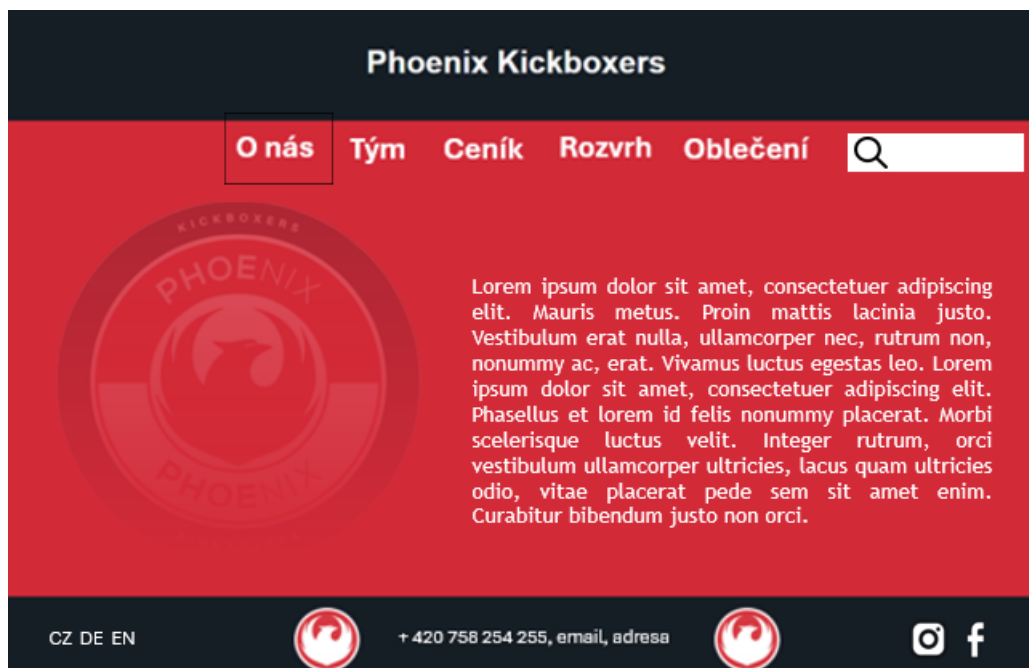 Phoenix Kickboxers
O nás Tým Ceník Rozvrh Oblečení
KICKBOXERS
PHOENIX
PHOENIX
Lorem ipsum dolor sit amet, consectetuer adipiscing
elit. Mauris metus. Proin mattis lacinia justo.
Vestibulum erat nulla, ullamcorper nec, rutrum non,
nonummy ac, erat. Vivamus luctus egestas leo. Lorem
ipsum dolor sit amet, consectetuer adipiscing elit.
Phasellus et lorem id felis nonummy placerat. Morbi
scelerisque luctus velit. Integer rutrum, orci
vestibulum ullamcorper ultricies, lacus quam ultricies
odio, vitae placerat pede sem sit amet enim.
Curabitur bibendum justo non orci.
CZ DE EN
+ 420 758 254 255, email, adresa